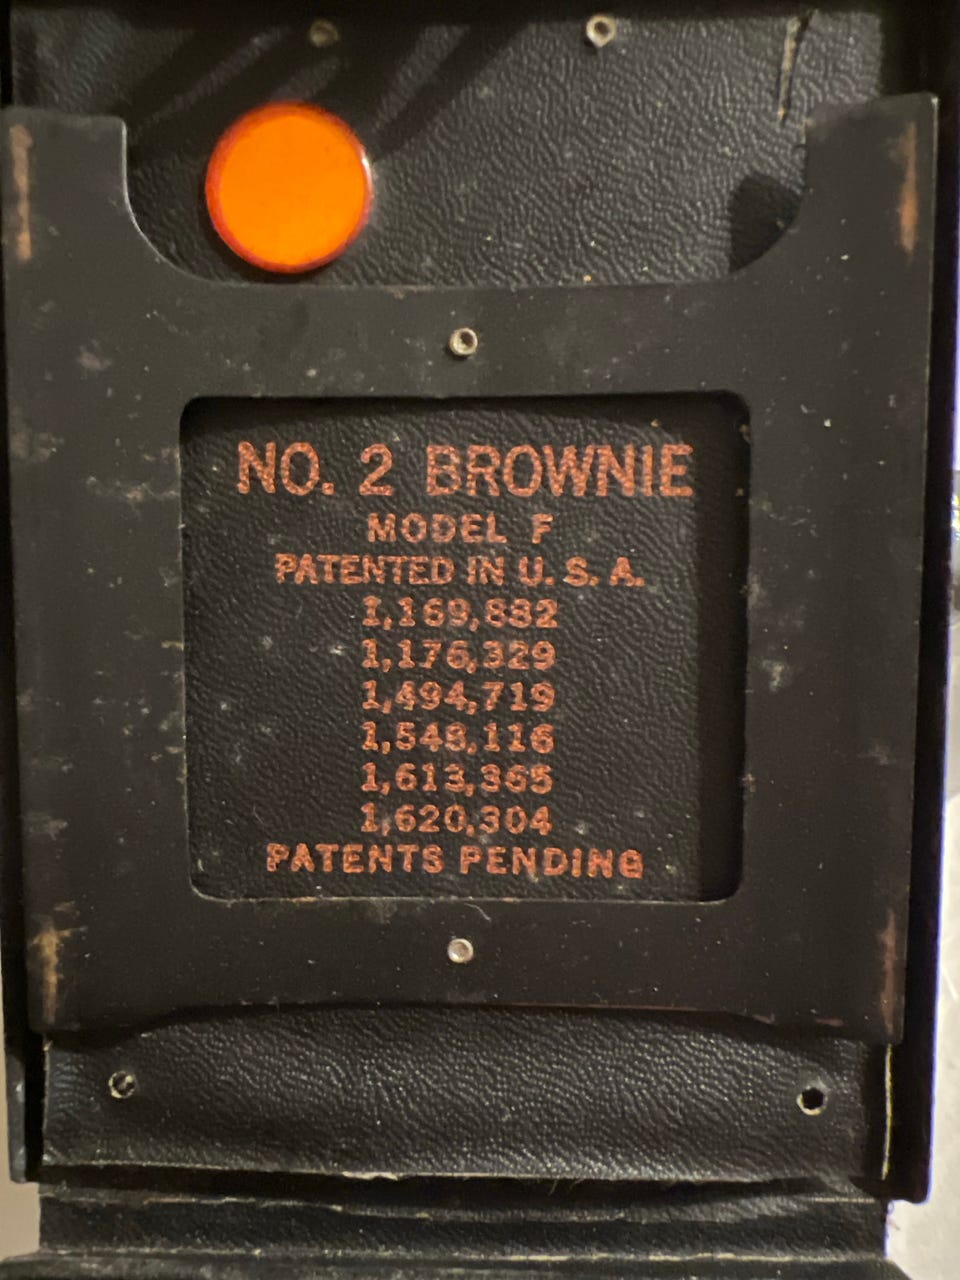 NO. 2 BROWNIE
MODEL F
PATENTED IN U. S. A.
1,169,882
1,176,329
1,494,719
1,548,116
1,613,365
1,620,304
PATENTS PENDING